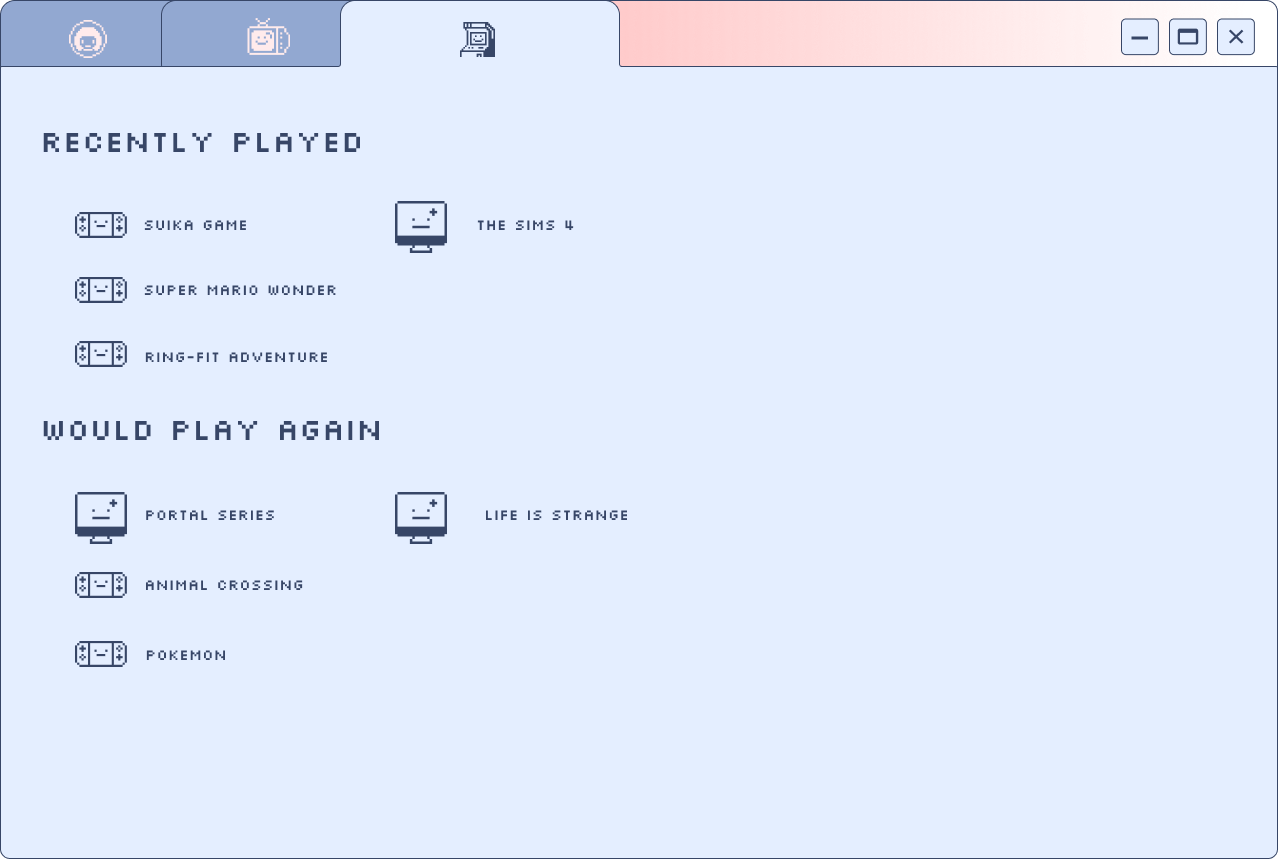 RECENTLY PLAYED
SUIKA GAME
THE SIMS 4
SUPER MARIO WONDER
RING-FIT ADVENTURE
WOULD PLAY AGAIN
PORTAL SERIES
LIFE IS STRANGE
ANIMAL CROSSING
POKEMON